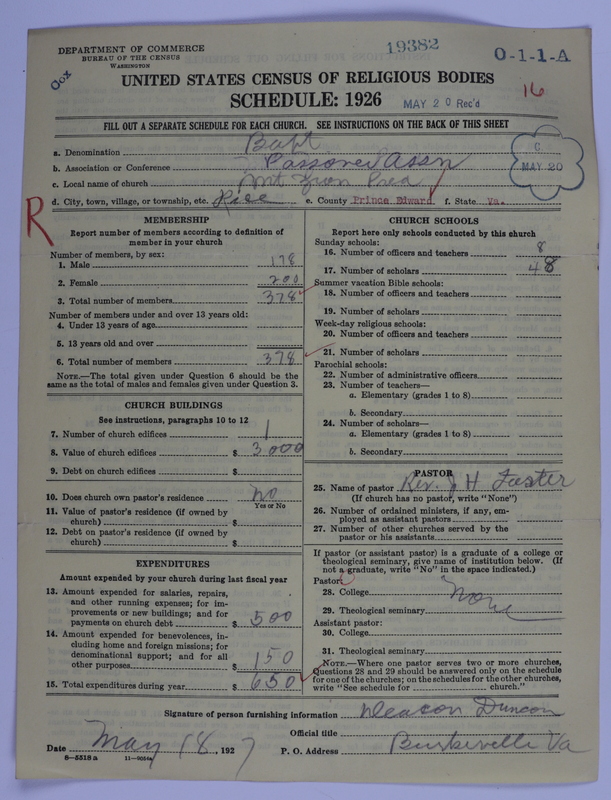 DEPARTMENT OF COMMERCE
BUREAU OF THE CENSUS
WASHINGTON
Cox
19382
O-1-1-A
16
UNITED STATES CENSUS OF RELIGIOUS BODIES
SCHEDULE: 1926
MAY 20 Rec'd
FILL OUT A SEPARATE SCHEDULE FOR EACH CHURCH. SEE INSTRUCTIONS ON THE BACK OF THIS SHEET
C.
MAY 20
a. Denomination Bapt
b. Association or Conference Passover Assn
c. Local name of church Mt Zion
d. City, town, village, or township, etc. Rice e. County Prince Edward f. State Va.
R
MEMBERSHIP
Report number of members according to definition of
member in your church
Number of members, by sex:
1. Male 178
2. Female 200
3. Total number of members 378
Number of members under and over 13 years old:
4. Under 13 years of age
5. 13 years old and over
6. Total number of members 378
NOTE.—The total given under Question 6 should be
same as the total of males and females given under Question 3.
CHURCH BUILDINGS
See instructions, paragraphs 10 to 12
7. Number of church edifices 1
8. Value of church edifices $ 3000
9. Debt on church edifices $
10. Does church own pastor's residence No
Yes or No
11. Value of pastor's residence (if owned by
church) $
12. Debt on pastor's residence (if owned by
church) $
EXPENDITURES
Amount expended by your church during last fiscal year
13. Amount expended for salaries, repairs,
and other running expenses; for im-
provements or new buildings; and for
payments on church debt $ 500
14. Amount expended for benevolences, in-
cluding home and foreign missions; for
denominational support; and for all
other purposes $ 150
15. Total expenditures during year $ 650
CHURCH SCHOOLS
Report here only schools conducted by this church
Sunday schools:
16. Number of officers and teachers 8
17. Number of scholars 48
Summer vacation Bible schools:
18. Number of officers and teachers
19. Number of scholars
Week-day religious schools:
20. Number of officers and teachers
21. Number of scholars
Parochial schools:
22. Number of administrative officers
23. Number of teachers—
a. Elementary (grades 1 to 8)
b. Secondary
24. Number of scholars—
a. Elementary (grades 1 to 8)
b. Secondary
PASTOR
25. Name of pastor Rev. J H Foster
(If church has no pastor, write "None")
26. Number of ordained ministers, if any, em-
ployed as assistant pastors
27. Number of other churches served by the
pastor or his assistants
If pastor (or assistant pastor) is a graduate of a college or
theological seminary, give name of institution below. (If
not a graduate, write "No" in the space indicated.)
Pastor:
28. College None
29. Theological seminary
Assistant pastor:
30. College
31. Theological seminary
NOTE.—Where one pastor serves two or more churches,
Questions 28 and 29 should be answered only on the schedule
for one of the churches; on the schedules for the other churches,
write "See schedule for church."
Signature of person furnishing information Deacon Duncon
Official title
Date May 18, 1927 P. O. Address Burkeville Va
8-5518a 11-9054